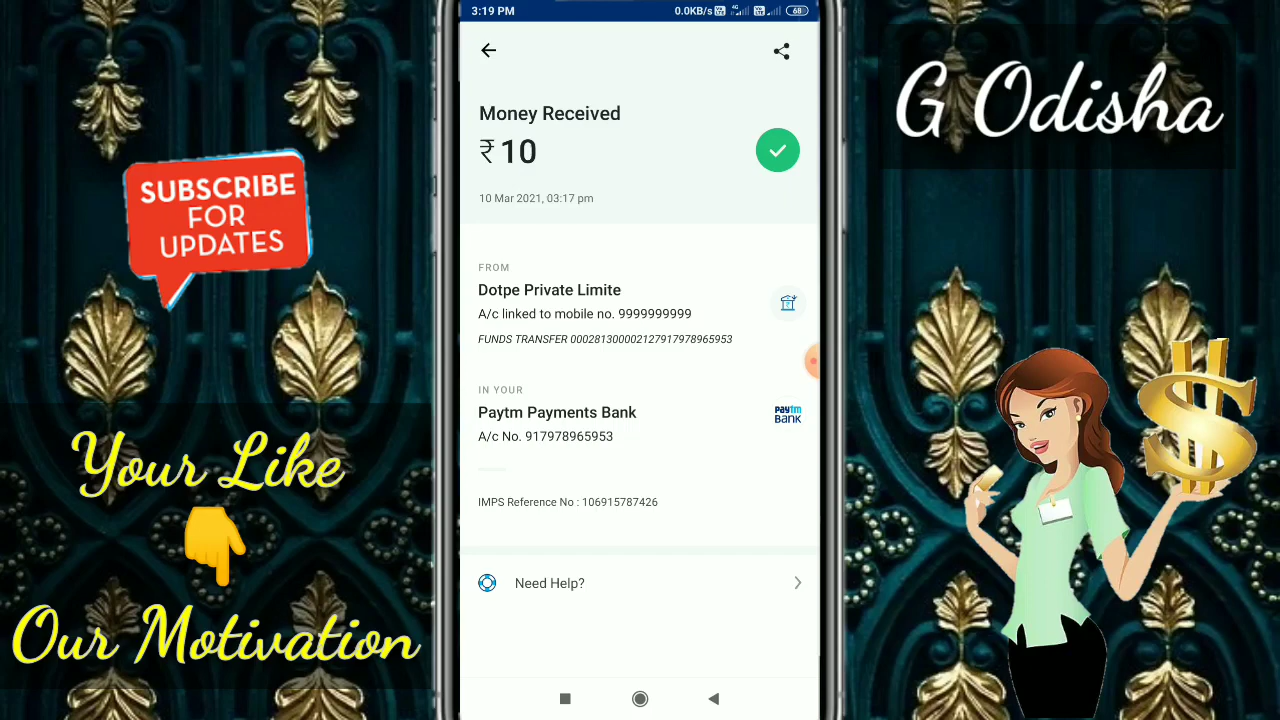 3:19 PM
0.0KB/s
4G
68
Money Received
₹10
10 Mar 2021, 03:17 pm
FROM
Dotpe Private Limite
A/c linked to mobile no. 9999999999
FUNDS TRANSFER 000281300002127917978965953
IN YOUR
Paytm Payments Bank
A/c No. 917978965953
paytm
BANK
IMPS Reference No : 106915787426
Need Help?
SUBSCRIBE
FOR
UPDATES
Your Like
Our Motivation
G Odisha